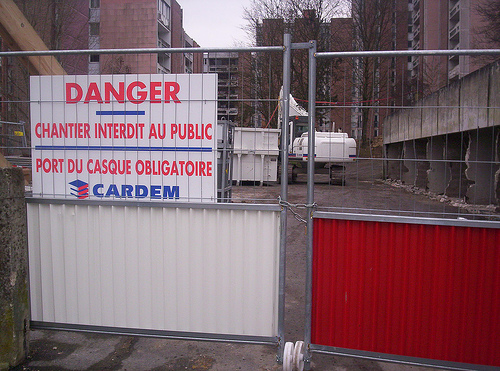 DANGER
CHANTIER INTERDIT AU PUBLIC
PORT DU CASQUE OBLIGATOIRE
CARDEM